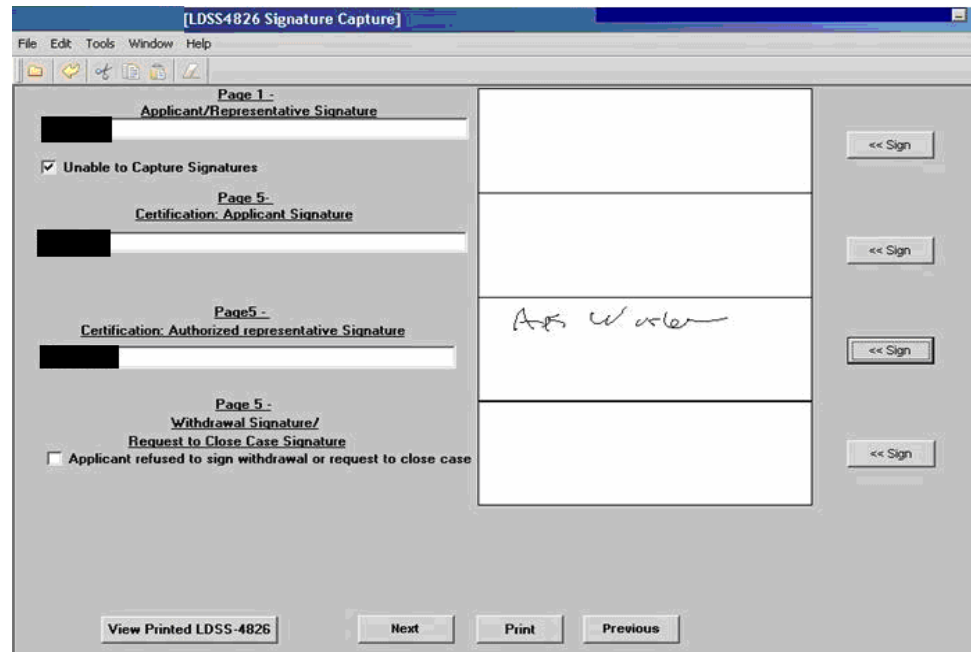 [LDSS4826 Signature Capture]
File Edit Tools Window Help
Page 1 -
Applicant/Representative Signature
<< Sign
Unable to Capture Signatures
Page 5-
Certification: Applicant Signature
<< Sign
Page5 -
Certification: Authorized representative Signature
<< Sign
Page 5 -
Withdrawal Signature/
Request to Close Case Signature
Applicant refused to sign withdrawal or request to close case
<< Sign
View Printed LDSS-4826 Next Print Previous